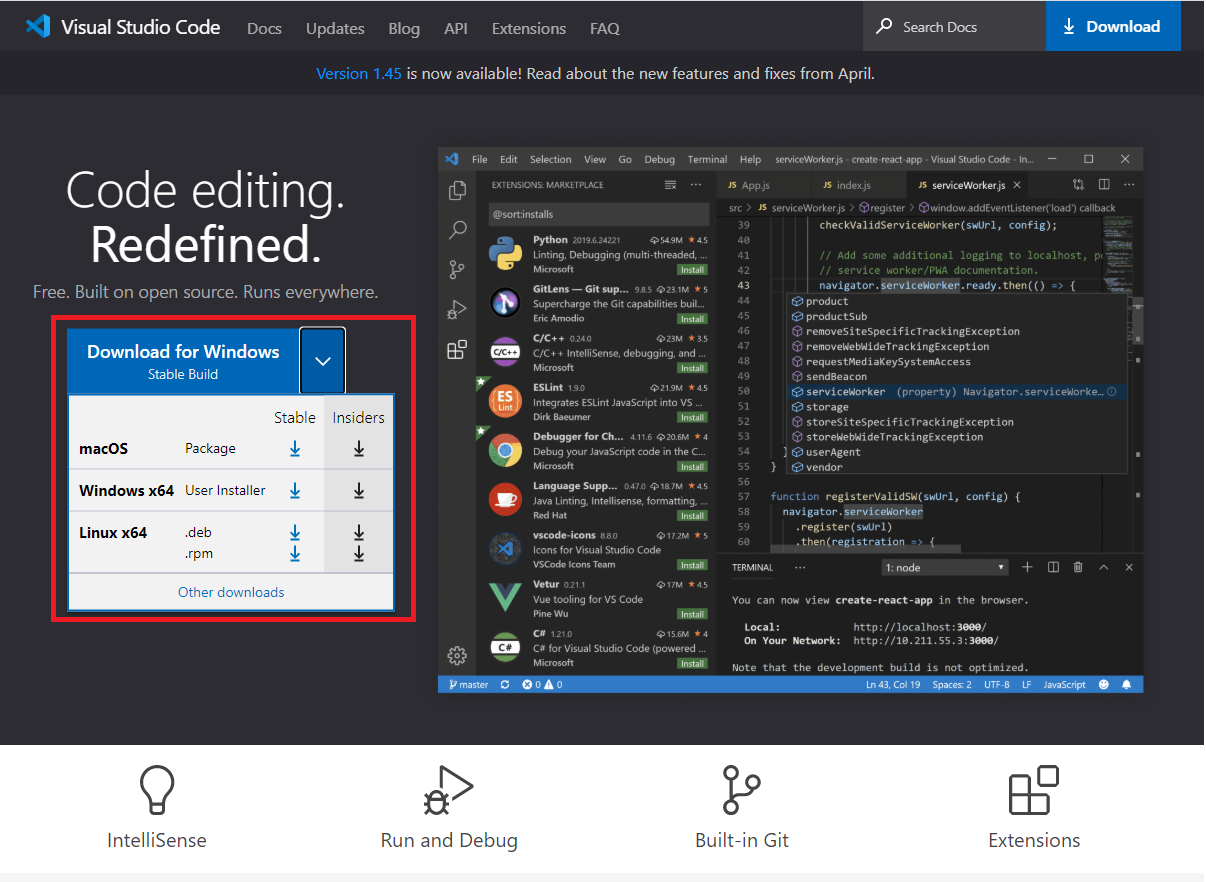 Visual Studio Code Docs Updates Blog API Extensions FAQ Search Docs Download
Version 1.45 is now available! Read about the new features and fixes from April.
Code editing.
Redefined.
Free. Built on open source. Runs everywhere.
Download for Windows
Stable Build
Stable Insiders
macOS Package
Windows x64 User Installer
Linux x64 .deb
.rpm
Other downloads
File Edit Selection View Go Debug Terminal Help serviceWorker.js - create-react-app - Visual Studio Code - In...
EXTENSIONS: MARKETPLACE
@sort:installs
Python 2019.6.24221 54.9M 4.5
Linting, Debugging (multi-threaded, ...
Microsoft Install
GitLens — Git sup... 9.8.5 23.1M 5
Supercharge the Git capabilities buil...
Eric Amodio Install
C/C++ 0.24.0 23M 3.5
C/C++ IntelliSense, debugging, and ...
Microsoft Install
ESLint 1.9.0 21.9M 4.5
Integrates ESLint JavaScript into VS ...
Dirk Baeumer Install
Debugger for Ch... 4.11.6 20.6M 4
Debug your JavaScript code in the C...
Microsoft Install
Language Supp... 0.47.0 18.7M 4.5
Java Linting, Intellisense, formatting, ...
Red Hat Install
vscode-icons 8.8.0 17.2M 5
Icons for Visual Studio Code
VSCode Icons Team Install
Vetur 0.21.1 17M 4.5
Vue tooling for VS Code
Pine Wu Install
C# 1.21.0 15.6M 4
C# for Visual Studio Code (powered ...
Microsoft Install
JS App.js JS index.js JS serviceWorker.js
src > JS serviceWorker.js > register > window.addEventListener('load') callback
39 checkValidServiceWorker(swUrl, config);
40
41 // Add some additional logging to localhost, p
42 // service worker/PWA documentation.
43 navigator.serviceWorker.ready.then(() => {
44 product
45 productSub
46 removeSiteSpecificTrackingException
47 removeWebWideTrackingException
48 requestMediaKeySystemAccess
49 sendBeacon
50 serviceWorker (property) Navigator.serviceWorke...
51 storage
52 storeSiteSpecificTrackingException
53 storeWebWideTrackingException
54 } userAgent
55 } vendor
56
57 function registerValidSW(swUrl, config) {
58 navigator.serviceWorker
59 .register(swUrl)
60 .then(registration => {
TERMINAL ... 1: node
You can now view create-react-app in the browser.
Local: http://localhost:3000/
On Your Network: http://10.211.55.3:3000/
Note that the development build is not optimized.
master 0 0 Ln 43, Col 19 Spaces: 2 UTF-8 LF JavaScript
IntelliSense Run and Debug Built-in Git Extensions